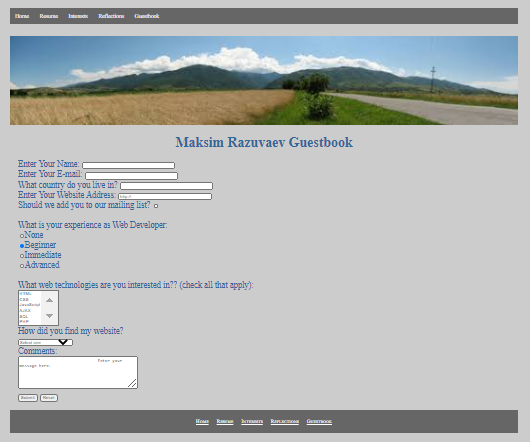 Home Resume Interests Reflections Guestbook
Maksim Razuvaev Guestbook
Enter Your Name:
Enter Your E-mail:
What country do you live in?
Enter Your Website Address: http://
Should we add you to our mailing list?
What is your experience as Web Developer:
None
Beginner
Immediate
Advanced
What web technologies are you interested in?? (check all that apply):
HTML
CSS
JavaScript
AJAX
SQL
PHP
How did you find my website?
Select one
Comments:
Enter your
message here.
Submit Reset
Home Resume Interests Reflections Guestbook